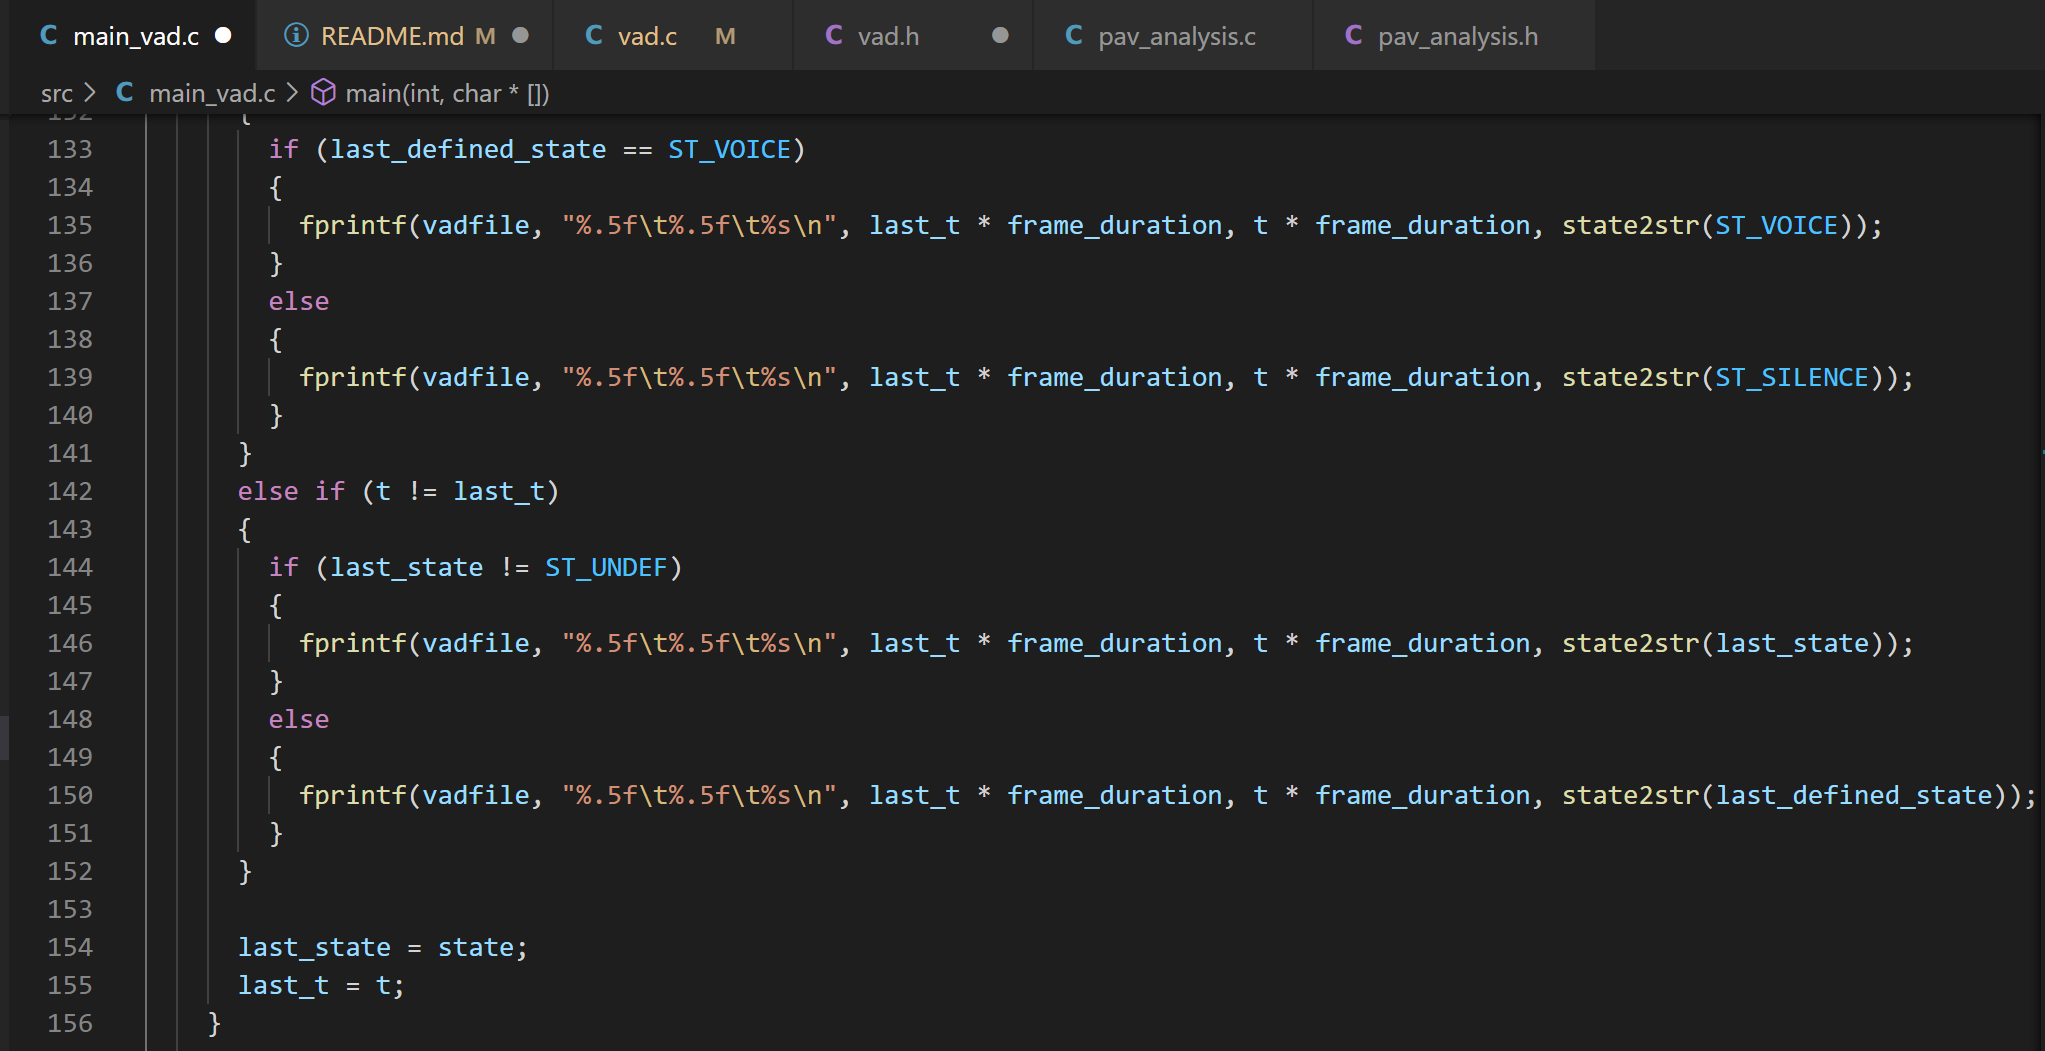 C main_vad.c README.md M C vad.c M C vad.h C pav_analysis.c C pav_analysis.h
src > C main_vad.c > main(int, char * [])
132 {
133 if (last_defined_state == ST_VOICE)
134 {
135 fprintf(vadfile, "%.5f\t%.5f\t%s\n", last_t * frame_duration, t * frame_duration, state2str(ST_VOICE));
136 }
137 else
138 {
139 fprintf(vadfile, "%.5f\t%.5f\t%s\n", last_t * frame_duration, t * frame_duration, state2str(ST_SILENCE));
140 }
141 }
142 else if (t != last_t)
143 {
144 if (last_state != ST_UNDEF)
145 {
146 fprintf(vadfile, "%.5f\t%.5f\t%s\n", last_t * frame_duration, t * frame_duration, state2str(last_state));
147 }
148 else
149 {
150 fprintf(vadfile, "%.5f\t%.5f\t%s\n", last_t * frame_duration, t * frame_duration, state2str(last_defined_state));
151 }
152 }
153
154 last_state = state;
155 last_t = t;
156 }